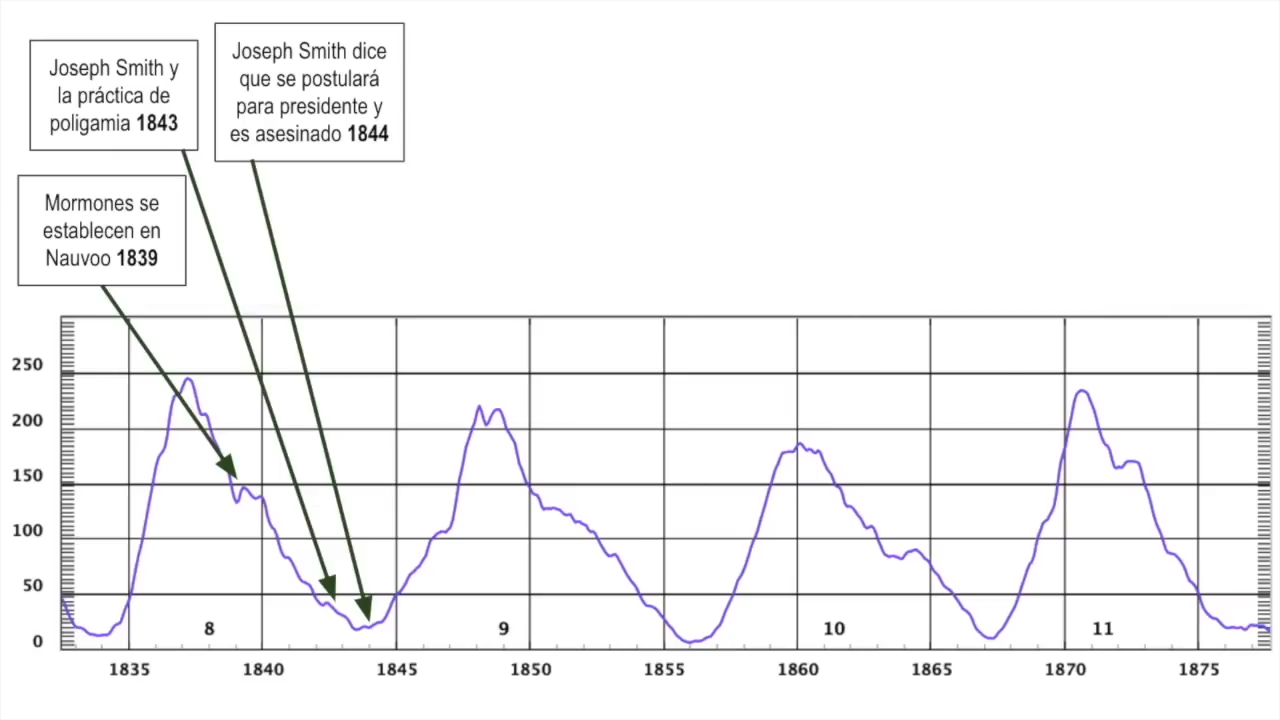 Joseph Smith y
la práctica de
poligamia 1843
Joseph Smith dice
que se postulará
para presidente y
es asesinado 1844
Mormones se
establecen en
Nauvoo 1839
250
200
150
100
50
0
8
9
10
11
1835
1840
1845
1850
1855
1860
1865
1870
1875